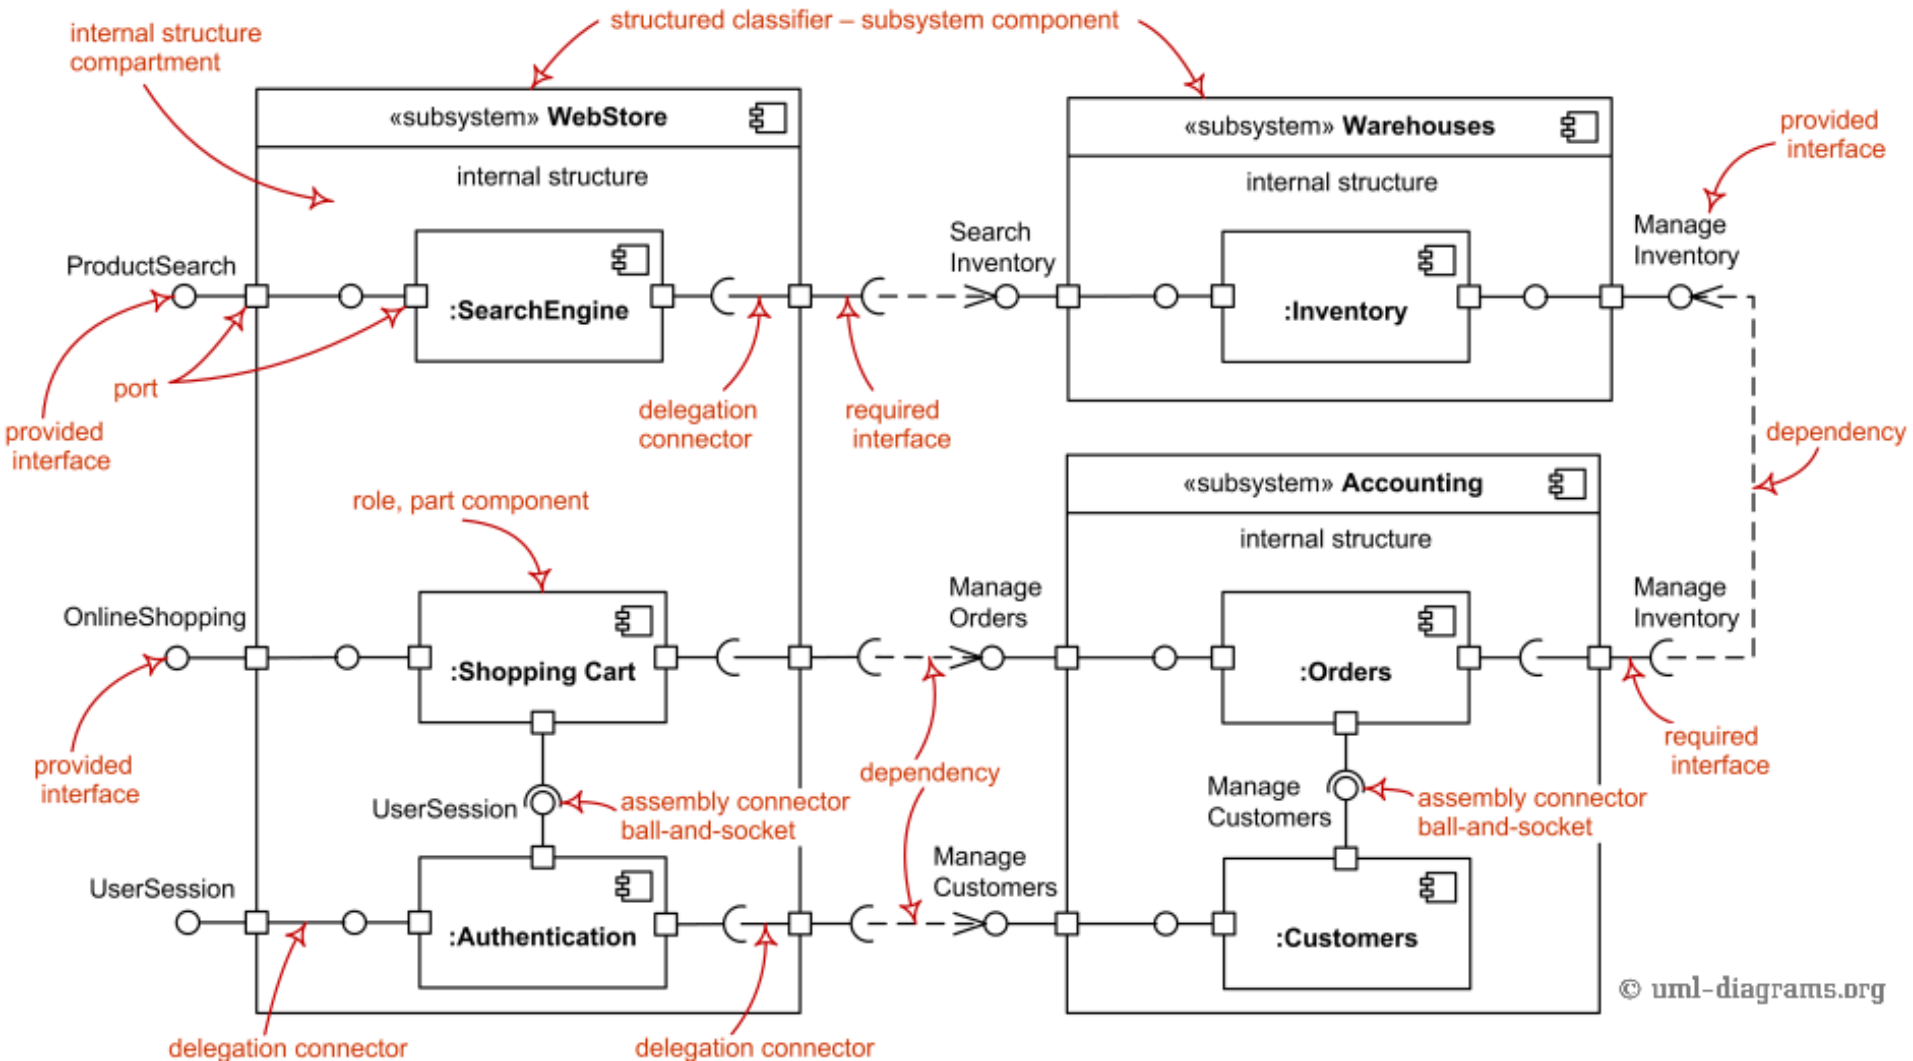 structured classifier – subsystem component
internal structure
compartment
«subsystem» WebStore
internal structure
«subsystem» Warehouses
internal structure
provided
interface
ProductSearch
:SearchEngine
Search
Inventory
:Inventory
Manage
Inventory
port
provided
interface
delegation
connector
required
interface
dependency
role, part component
«subsystem» Accounting
internal structure
OnlineShopping
:Shopping Cart
Manage
Orders
:Orders
Manage
Inventory
provided
interface
UserSession
assembly connector
ball-and-socket
dependency
Manage
Customers
assembly connector
ball-and-socket
required
interface
UserSession
:Authentication
Manage
Customers
:Customers
© uml-diagrams.org
delegation connector
delegation connector